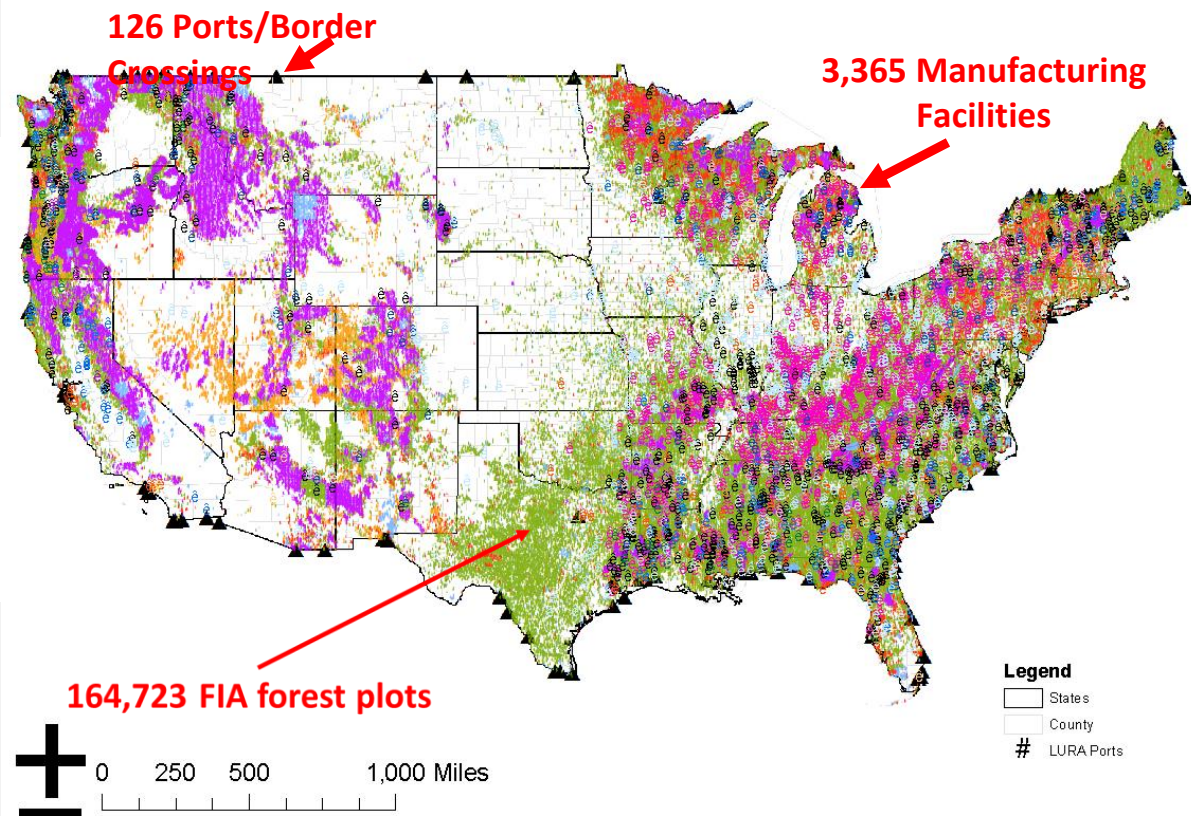 126 Ports/Border
Crossings
3,365 Manufacturing
Facilities
164,723 FIA forest plots
Legend
States
County
# LURA Ports
0 250 500 1,000 Miles